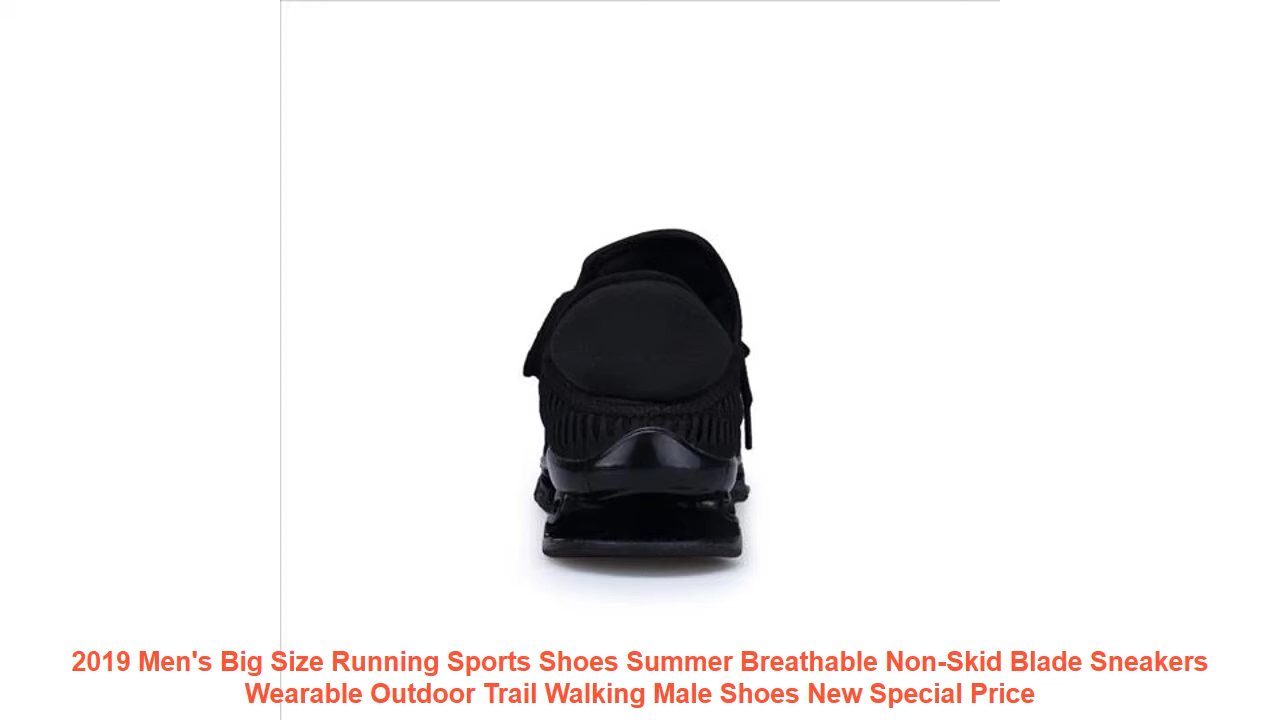 2019 Men's Big Size Running Sports Shoes Summer Breathable Non-Skid Blade Sneakers
Wearable Outdoor Trail Walking Male Shoes New Special Price